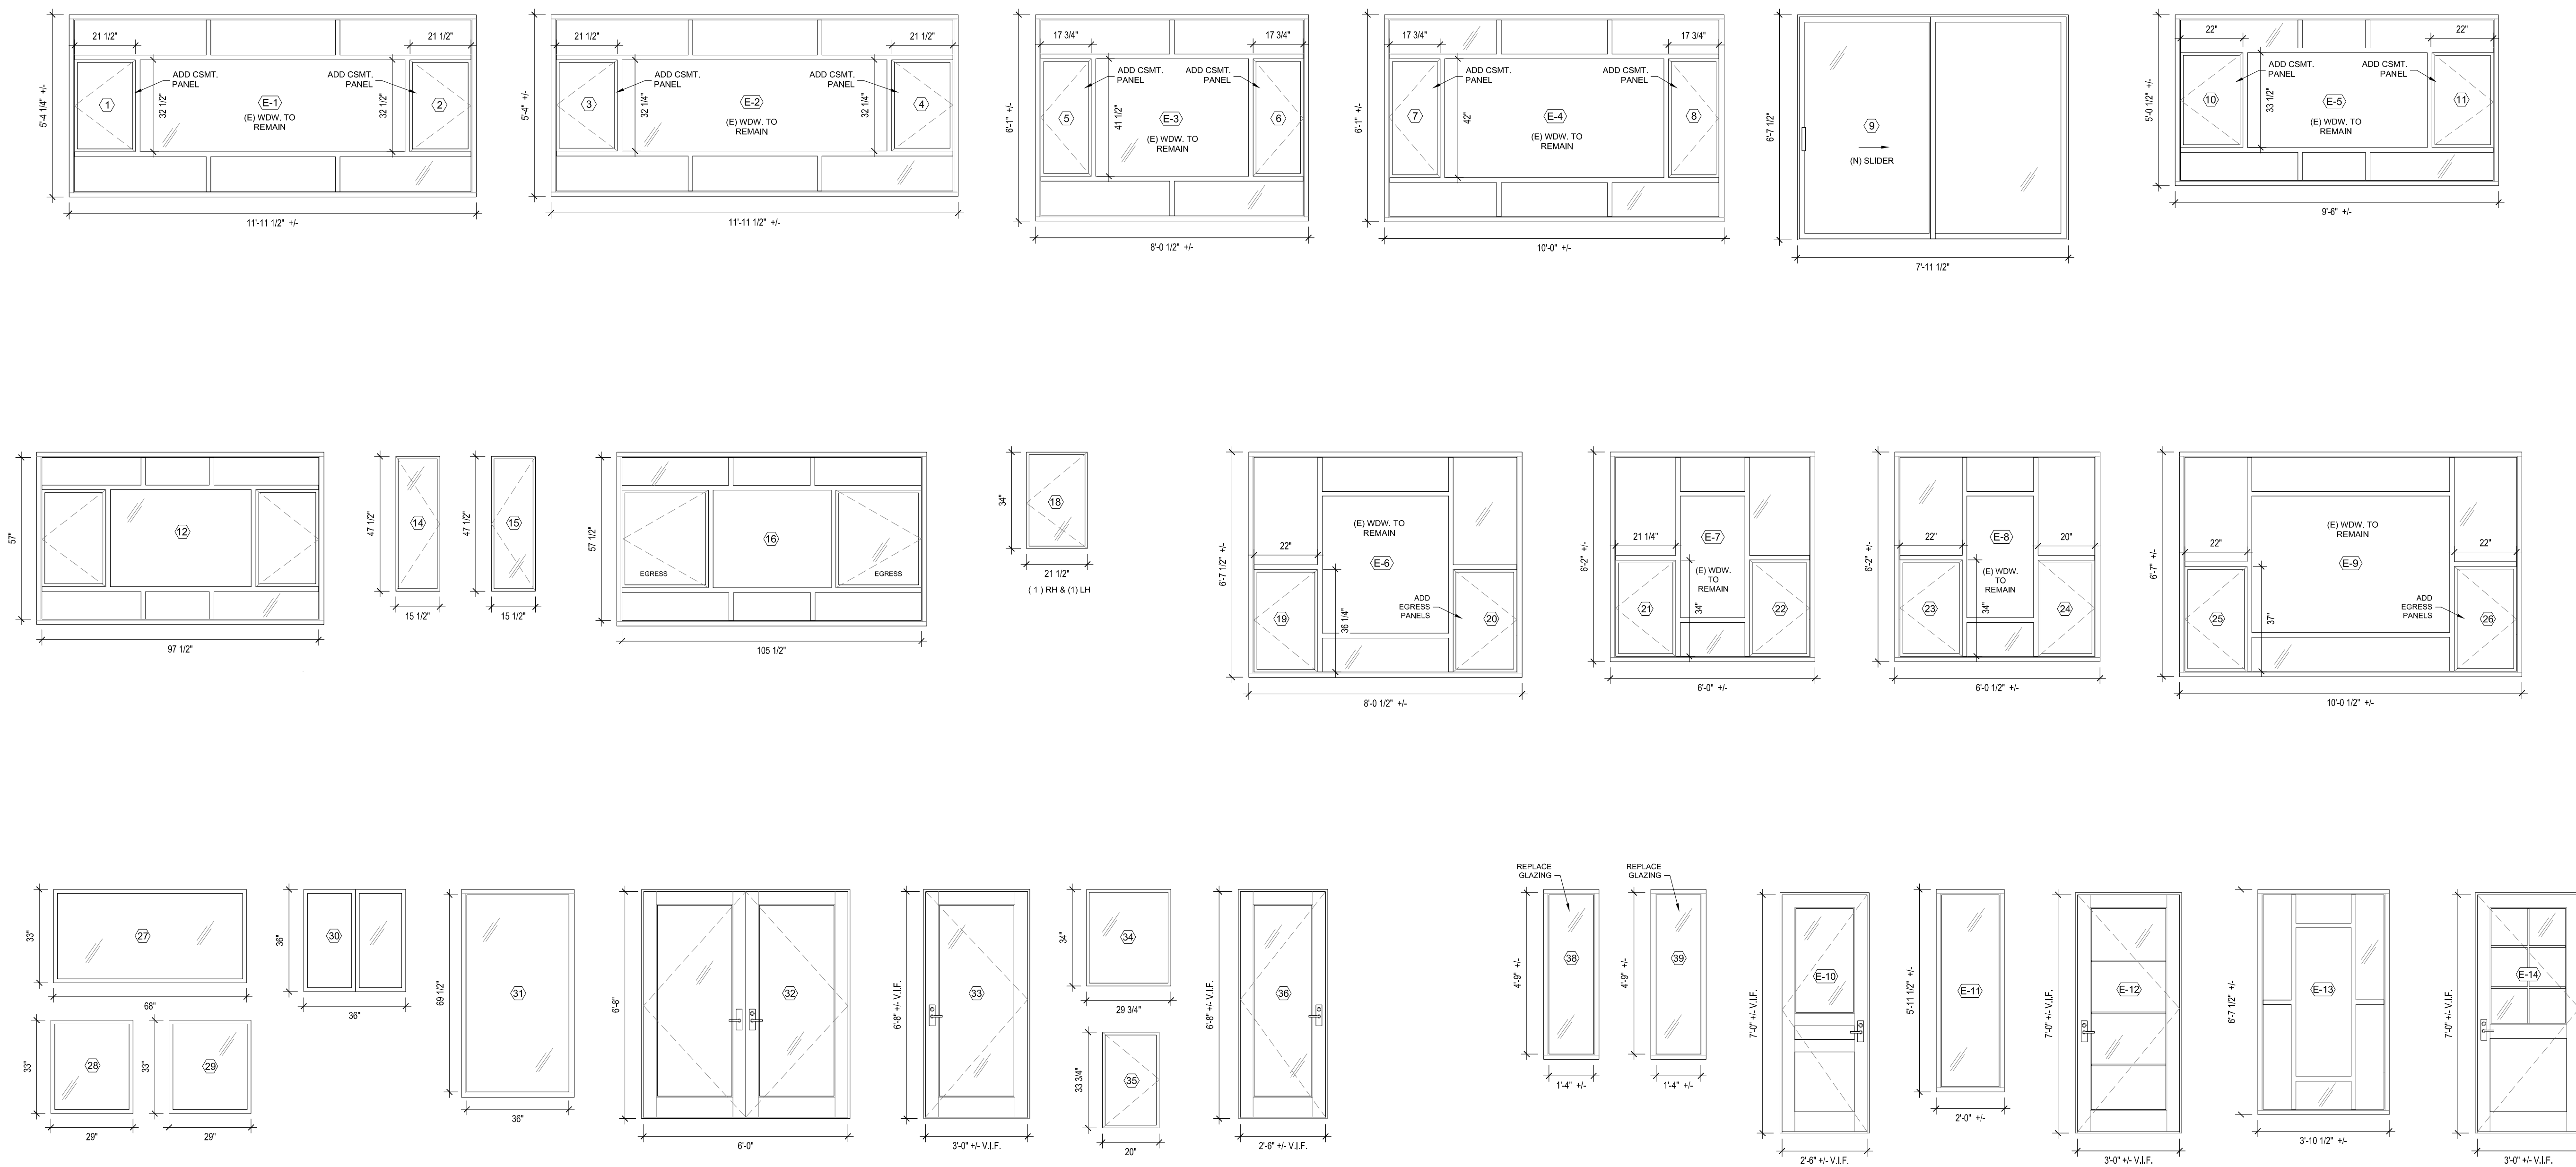 21 1/2"
21 1/2"
ADD CSMT.
PANEL
ADD CSMT.
PANEL
1
E-1
2
(E) WDW. TO
REMAIN
32 1/2"
32 1/2"
5'-4 1/4" +/-
11'-11 1/2" +/-
21 1/2"
21 1/2"
ADD CSMT.
PANEL
ADD CSMT.
PANEL
3
E-2
4
(E) WDW. TO
REMAIN
32 1/4"
32 1/4"
5'-4" +/-
11'-11 1/2" +/-
17 3/4"
17 3/4"
ADD CSMT.
PANEL
ADD CSMT.
PANEL
5
E-3
6
(E) WDW. TO
REMAIN
41 1/2"
6'-1" +/-
8'-0 1/2" +/-
17 3/4"
17 3/4"
ADD CSMT.
PANEL
ADD CSMT.
PANEL
7
E-4
8
(E) WDW. TO
REMAIN
42"
6'-1" +/-
10'-0" +/-
6'-7 1/2"
9
(N) SLIDER
7'-11 1/2"
22"
22"
ADD CSMT.
PANEL
ADD CSMT.
PANEL
10
E-5
11
(E) WDW. TO
REMAIN
33 1/2"
5'-0 1/2" +/-
9'-6" +/-
57"
12
97 1/2"
47 1/2"
14
15 1/2"
47 1/2"
15
15 1/2"
57 1/2"
16
EGRESS
EGRESS
105 1/2"
34"
18
21 1/2"
( 1 ) RH & (1) LH
6'-7 1/2" +/-
(E) WDW. TO
REMAIN
22"
E-6
ADD
EGRESS
PANELS
19
20
36 1/4"
8'-0 1/2" +/-
6'-2" +/-
21 1/4"
E-7
(E) WDW.
TO
REMAIN
21
22
34"
6'-0" +/-
6'-2" +/-
22"
E-8
20"
(E) WDW.
TO
REMAIN
23
24
34"
6'-0 1/2" +/-
6'-7" +/-
(E) WDW. TO
REMAIN
22"
22"
E-9
ADD
EGRESS
PANELS
25
26
37"
10'-0 1/2" +/-
33"
27
68"
33"
28
29"
33"
29
29"
36"
30
36"
69 1/2"
31
36"
6'-8"
32
6'-0"
6'-8" +/- V.I.F.
33
3'-0" +/- V.I.F.
34"
34
29 3/4"
33 3/4"
35
20"
6'-8" +/- V.I.F.
36
2'-6" +/- V.I.F.
REPLACE
GLAZING
4'-9" +/-
38
1'-4" +/-
REPLACE
GLAZING
4'-9" +/-
39
1'-4" +/-
7'-0" +/- V.I.F.
E-10
2'-6" +/- V.I.F.
5'-11 1/2" +/-
E-11
2'-0" +/-
7'-0" +/- V.I.F.
E-12
3'-0" +/- V.I.F.
6'-7 1/2" +/-
E-13
3'-10 1/2" +/-
7'-0" +/- V.I.F.
E-14
3'-0" +/- V.I.F.